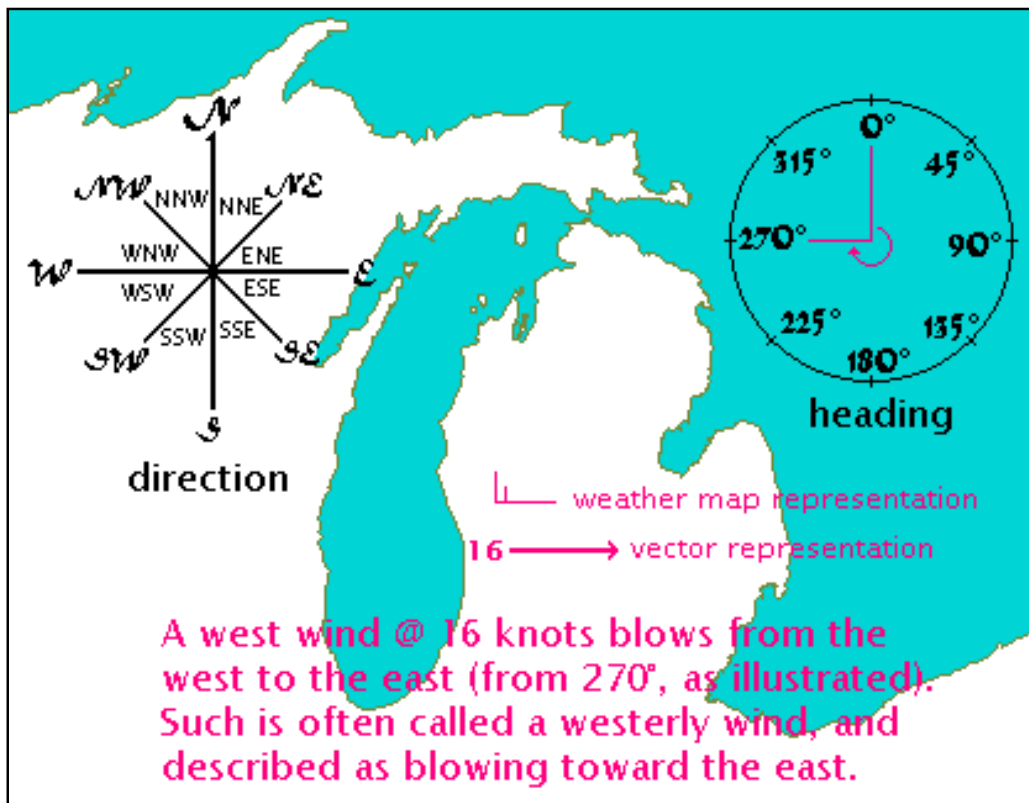 N
NW NNW NNE NE
WNW ENE
W E
WSW ESE
SW SSW SSE SE
S
direction
0°
315° 45°
270° 90°
225° 135°
180°
heading
weather map representation
16 vector representation
A west wind @ 16 knots blows from the
west to the east (from 270°, as illustrated).
Such is often called a westerly wind, and
described as blowing toward the east.